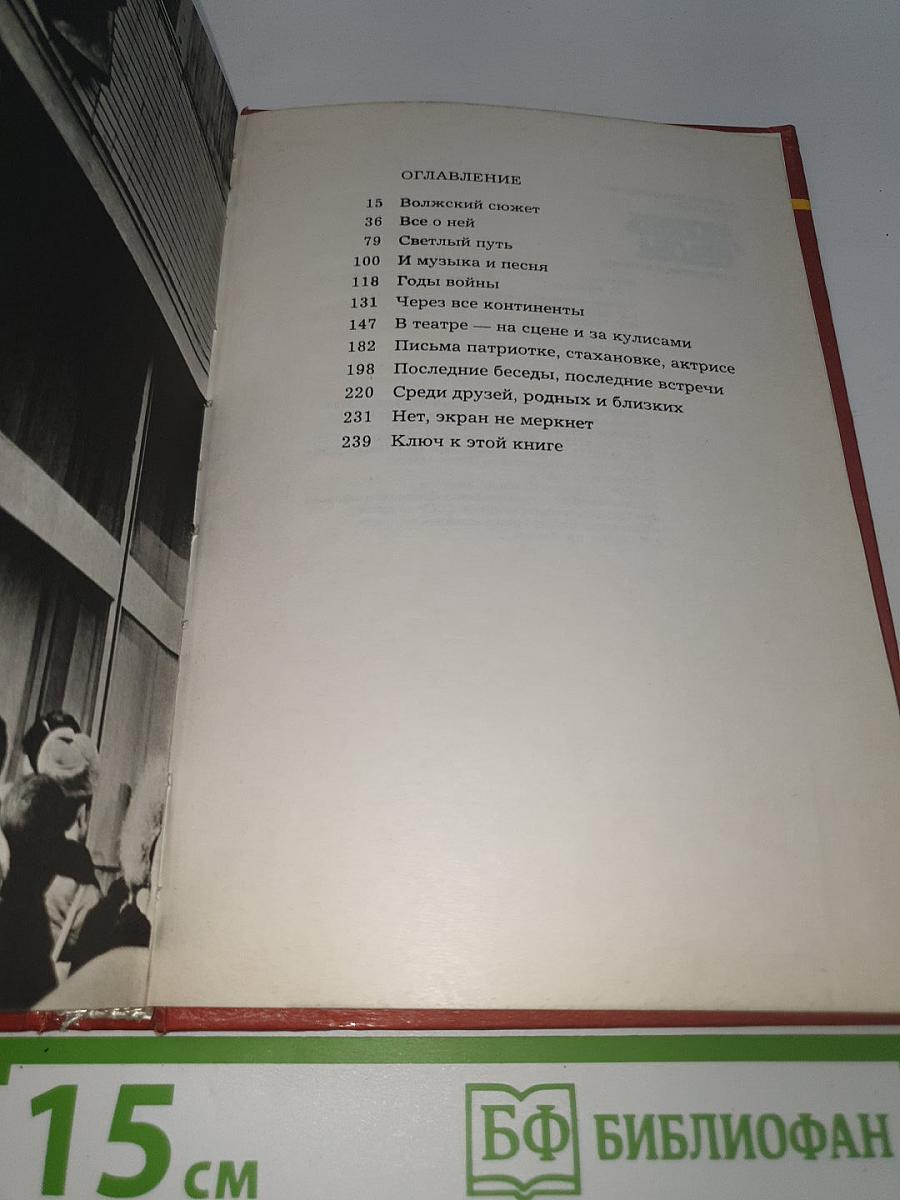 ОГЛАВЛЕНИЕ
15 Волжский сюжет
36 Все о ней
79 Светлый путь
100 И музыка и песня
118 Годы войны
131 Через все континенты
147 В театре — на сцене и за кулисами
182 Письма патриотке, стахановке, актрисе
198 Последние беседы, последние встречи
220 Среди друзей, родных и близких
231 Нет, экран не меркнет
239 Ключ к этой книге
15 см
БФ БИБЛИОФАН